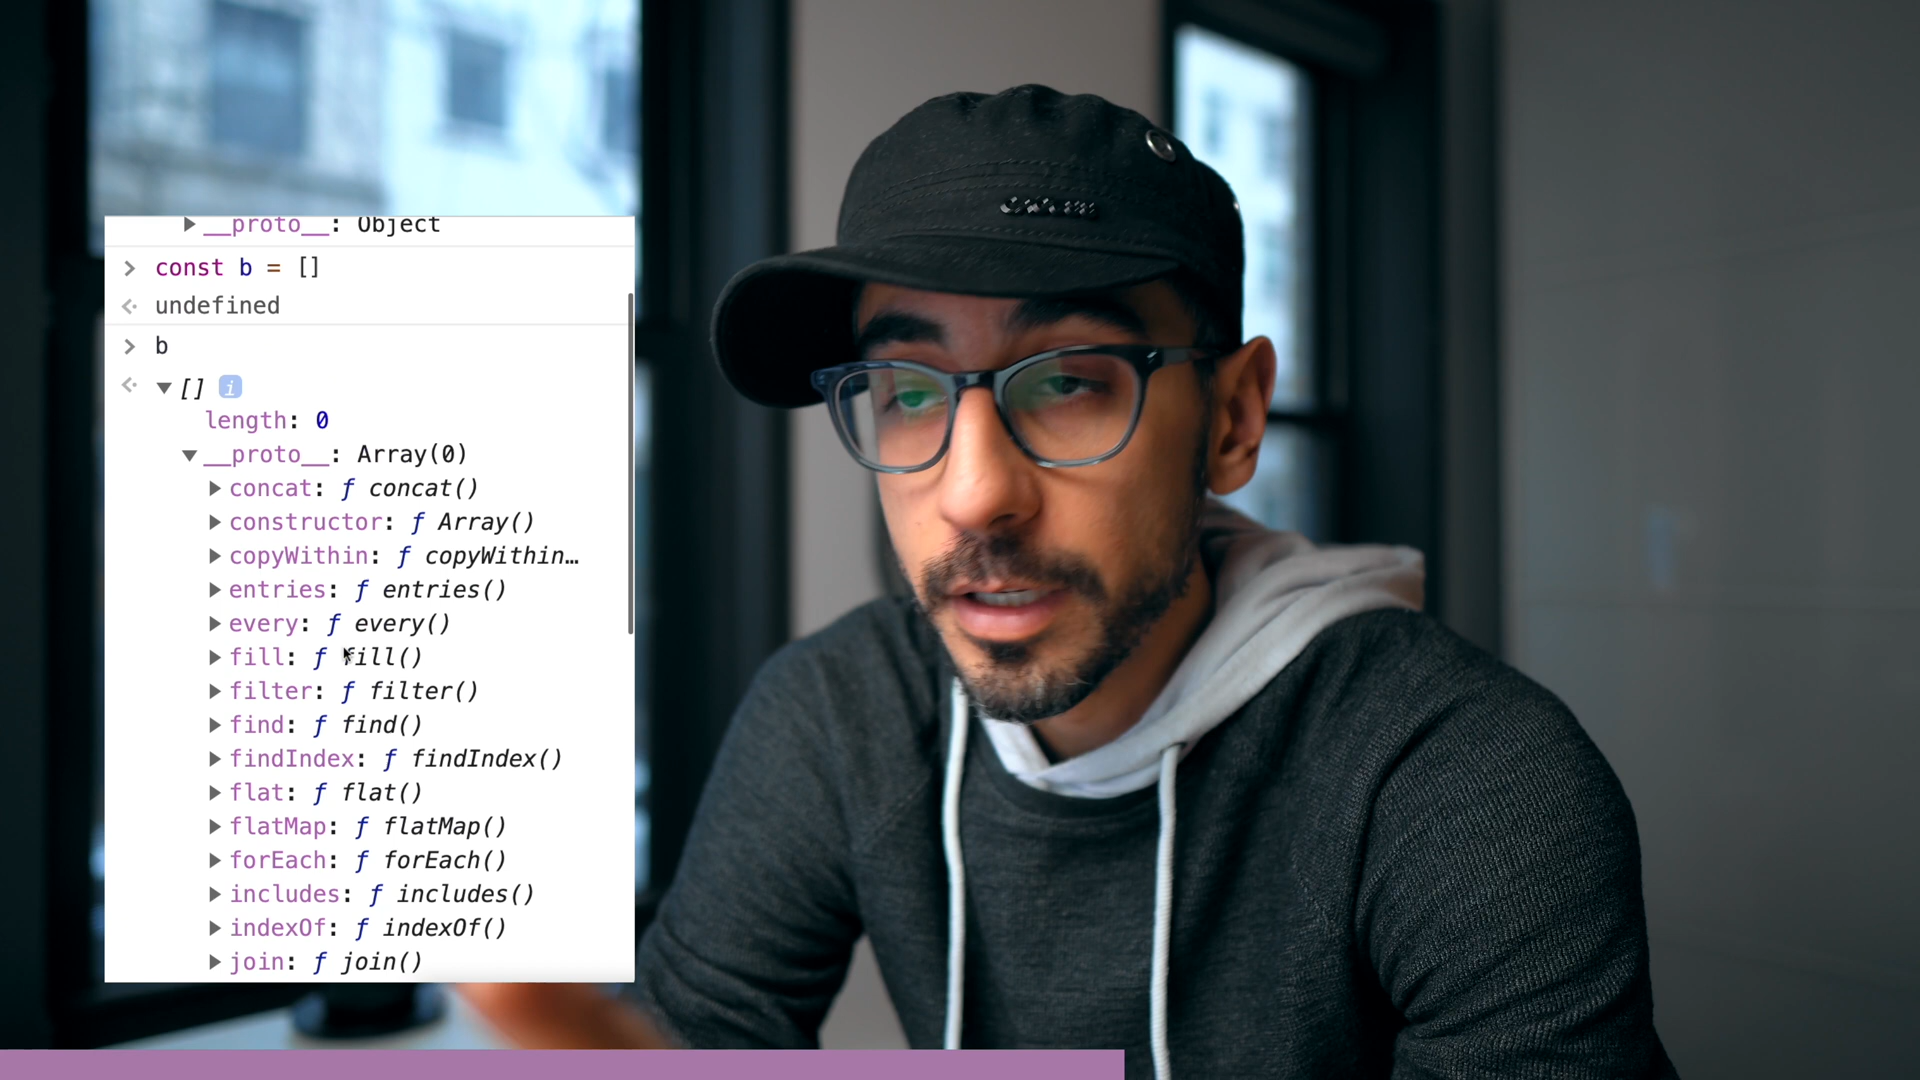 __proto__: Object
> const b = []
undefined
> b
[] i
length: 0
__proto__: Array(0)
concat: ƒ concat()
constructor: ƒ Array()
copyWithin: ƒ copyWithin…
entries: ƒ entries()
every: ƒ every()
fill: ƒ fill()
filter: ƒ filter()
find: ƒ find()
findIndex: ƒ findIndex()
flat: ƒ flat()
flatMap: ƒ flatMap()
forEach: ƒ forEach()
includes: ƒ includes()
indexOf: ƒ indexOf()
join: ƒ join()